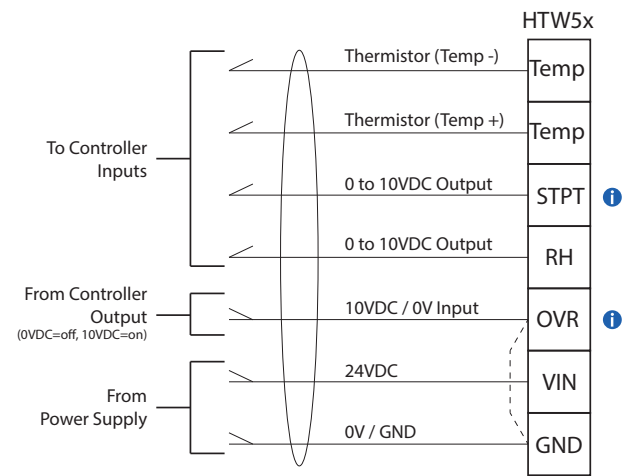 HTW5x
Thermistor (Temp -)
Temp
Thermistor (Temp +)
Temp
To Controller
Inputs
0 to 10VDC Output
STPT
i
0 to 10VDC Output
RH
From Controller
Output
(0VDC=off, 10VDC=on)
10VDC / 0V Input
OVR
i
24VDC
VIN
From
Power Supply
0V / GND
GND